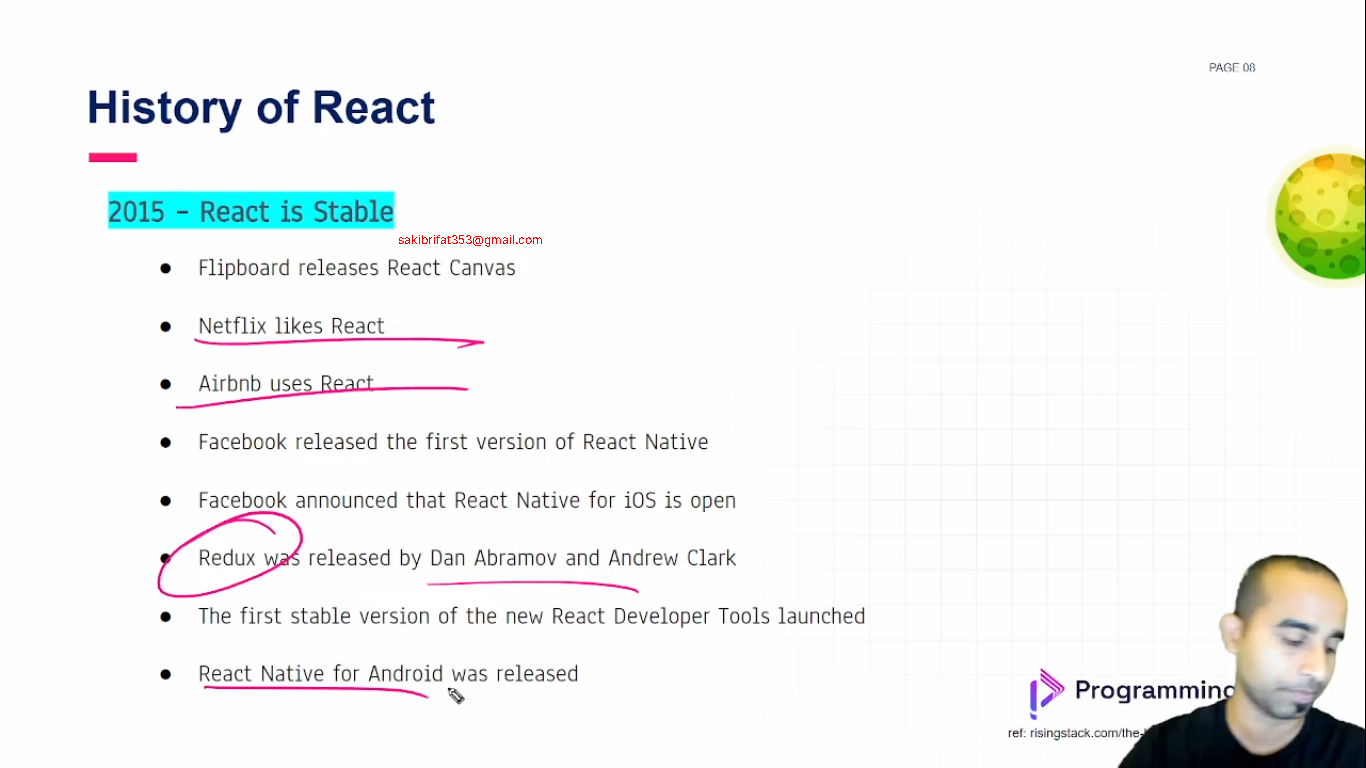 PAGE 08
History of React
2015 - React is Stable
sakibrifat353@gmail.com
● Flipboard releases React Canvas
● Netflix likes React
● Airbnb uses React
● Facebook released the first version of React Native
● Facebook announced that React Native for iOS is open
● Redux was released by Dan Abramov and Andrew Clark
● The first stable version of the new React Developer Tools launched
● React Native for Android was released
Programming
ref: risingstack.com/the-